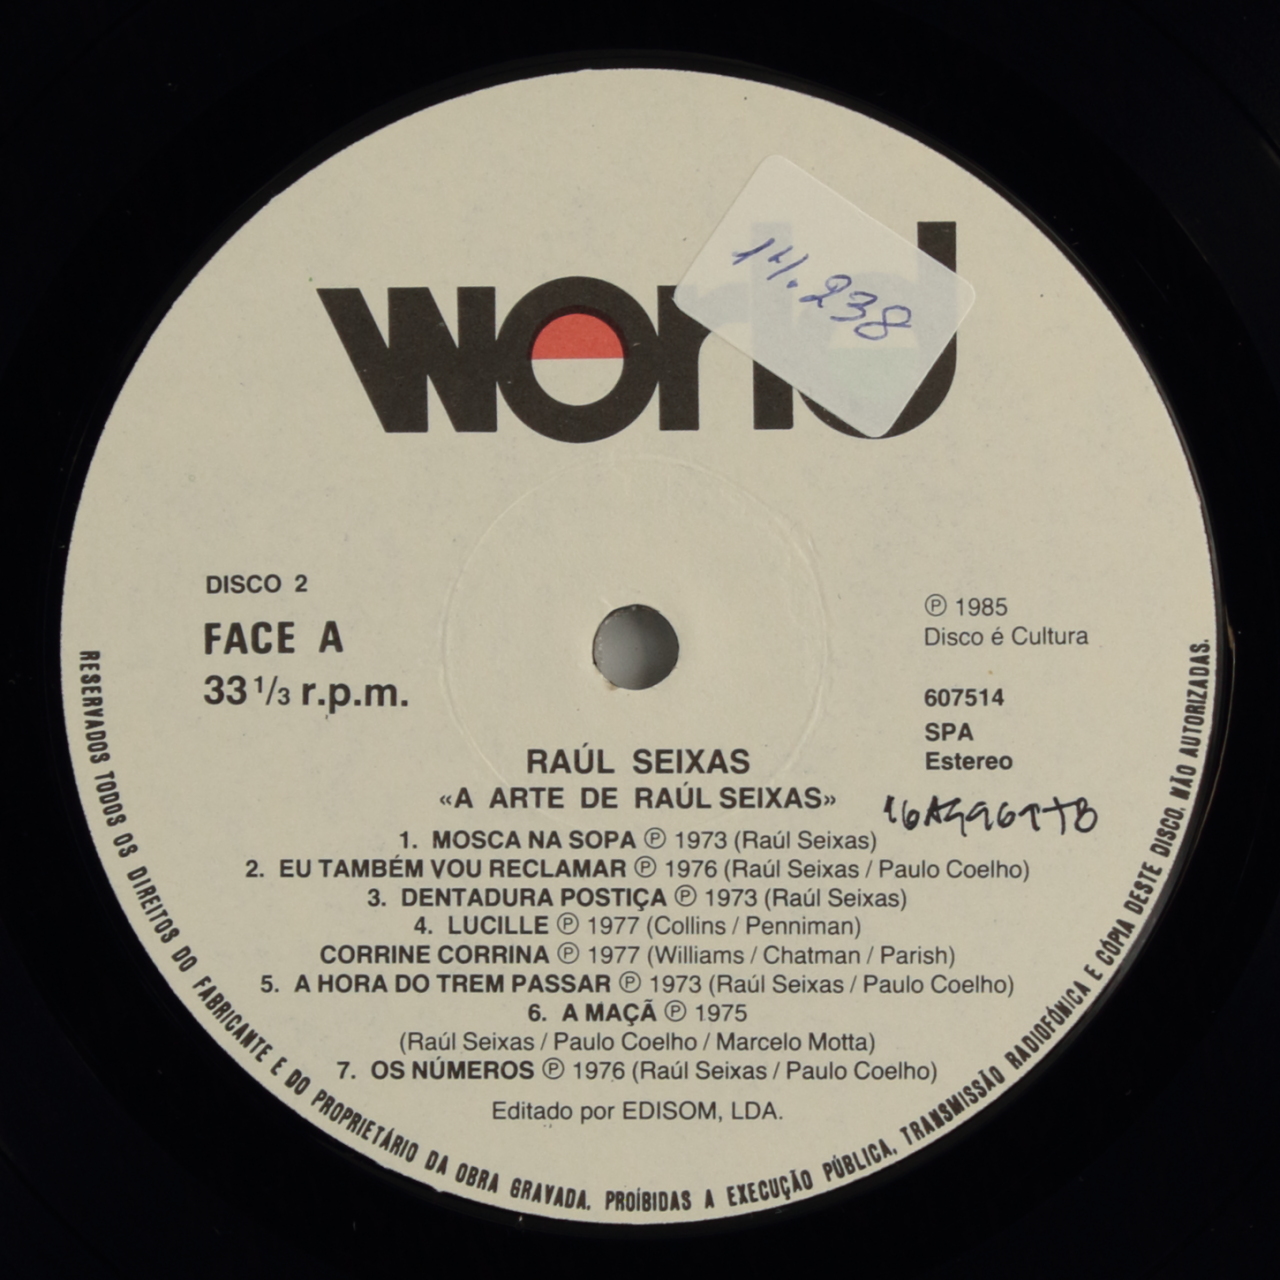 world
14.238
DISCO 2
FACE A
33 1/3 r.p.m.
℗ 1985
Disco é Cultura
607514
SPA
Estereo
RAÚL SEIXAS
«A ARTE DE RAÚL SEIXAS»
1. MOSCA NA SOPA ℗ 1973 (Raúl Seixas)
2. EU TAMBÉM VOU RECLAMAR ℗ 1976 (Raúl Seixas / Paulo Coelho)
3. DENTADURA POSTIÇA ℗ 1973 (Raúl Seixas)
4. LUCILLE ℗ 1977 (Collins / Penniman)
CORRINE CORRINA ℗ 1977 (Williams / Chatman / Parish)
5. A HORA DO TREM PASSAR ℗ 1973 (Raúl Seixas / Paulo Coelho)
6. A MAÇÃ ℗ 1975
(Raúl Seixas / Paulo Coelho / Marcelo Motta)
7. OS NÚMEROS ℗ 1976 (Raúl Seixas / Paulo Coelho)
Editado por EDISOM, LDA.
RESERVADOS TODOS OS DIREITOS DO FABRICANTE E DO PROPRIETÁRIO DA OBRA GRAVADA. PROÍBIDAS A EXECUÇÃO PÚBLICA, TRANSMISSÃO RADIOFÓNICA E CÓPIA DESTE DISCO, NÃO AUTORIZADAS.